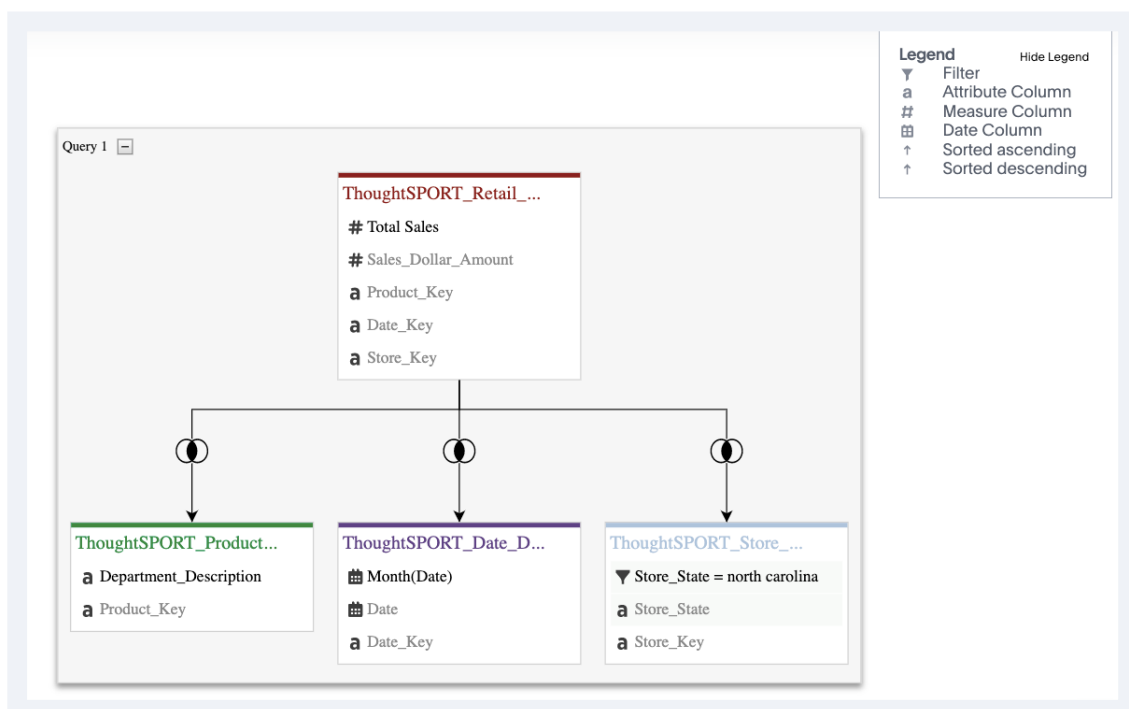 Legend Hide Legend
Filter
a Attribute Column
# Measure Column
Date Column
↑ Sorted ascending
↑ Sorted descending
Query 1 −
ThoughtSPORT_Retail_...
# Total Sales
# Sales_Dollar_Amount
a Product_Key
a Date_Key
a Store_Key
ThoughtSPORT_Product...
a Department_Description
a Product_Key
ThoughtSPORT_Date_D...
Month(Date)
Date
a Date_Key
ThoughtSPORT_Store_...
Store_State = north carolina
a Store_State
a Store_Key